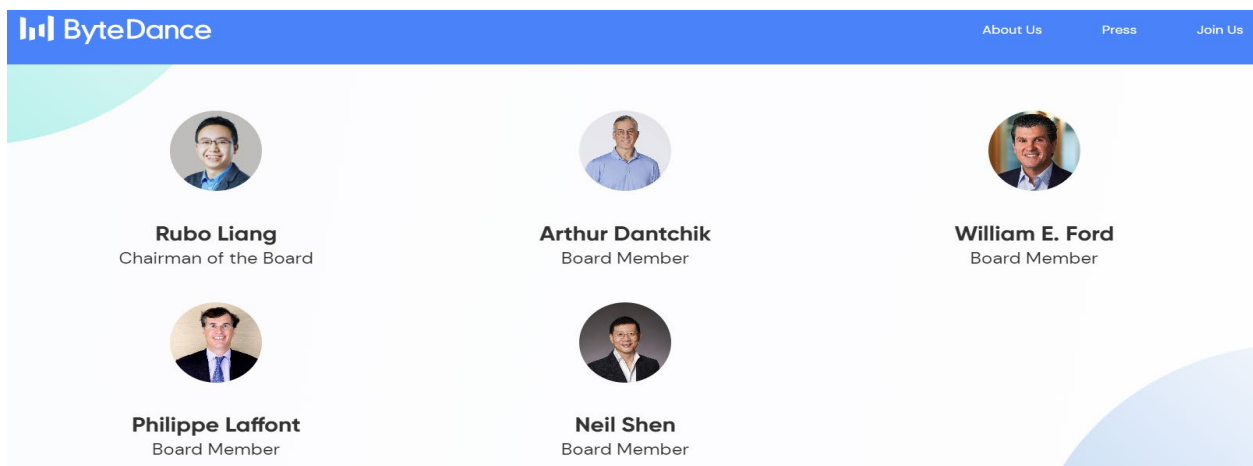 ByteDance
About Us Press Join Us
Rubo Liang
Chairman of the Board
Arthur Dantchik
Board Member
William E. Ford
Board Member
Philippe Laffont
Board Member
Neil Shen
Board Member